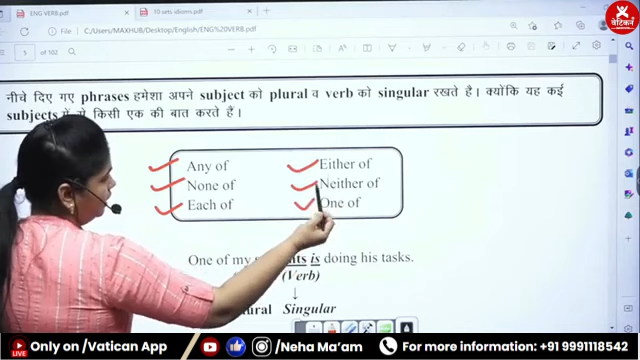 ENG VERB.pdf
10 sets idioms.pdf
File
C:/Users/MAXHUB/Desktop/English/ENG%20VERB.pdf
वेटिकन
5 of 102
नीचे दिए गए phrases हमेशा अपने subject को plural व verb को singular रखते है। क्योंकि यह कई
subjects में से किसी एक की बात करते हैं।
Any of Either of
None of Neither of
Each of One of
One of my is doing his tasks.
(Verb)
Singular
LIVE Only on /Vatican App /Neha Ma'am For more information: +91 9991118542